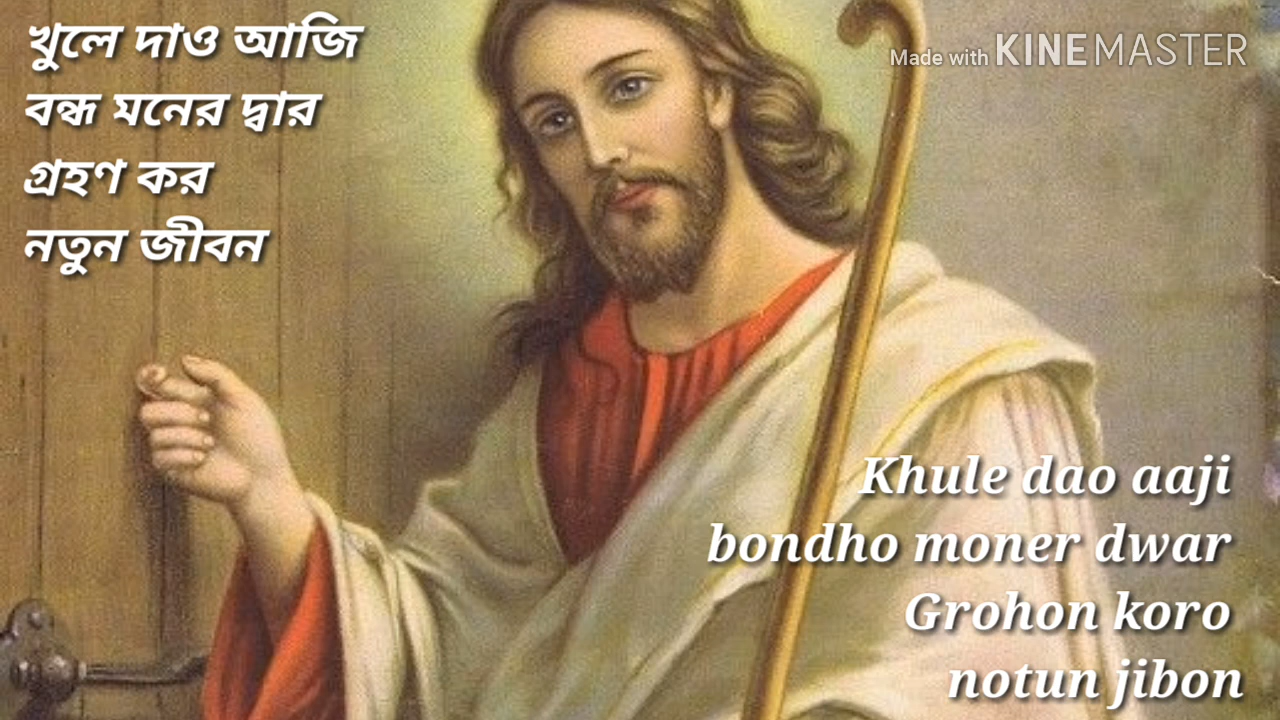 খুলে দাও আজি
বন্ধ মনের দ্বার
গ্রহণ কর
নতুন জীবন
Made with KINEMASTER
Khule dao aaji
bondho moner dwar
Grohon koro
notun jibon